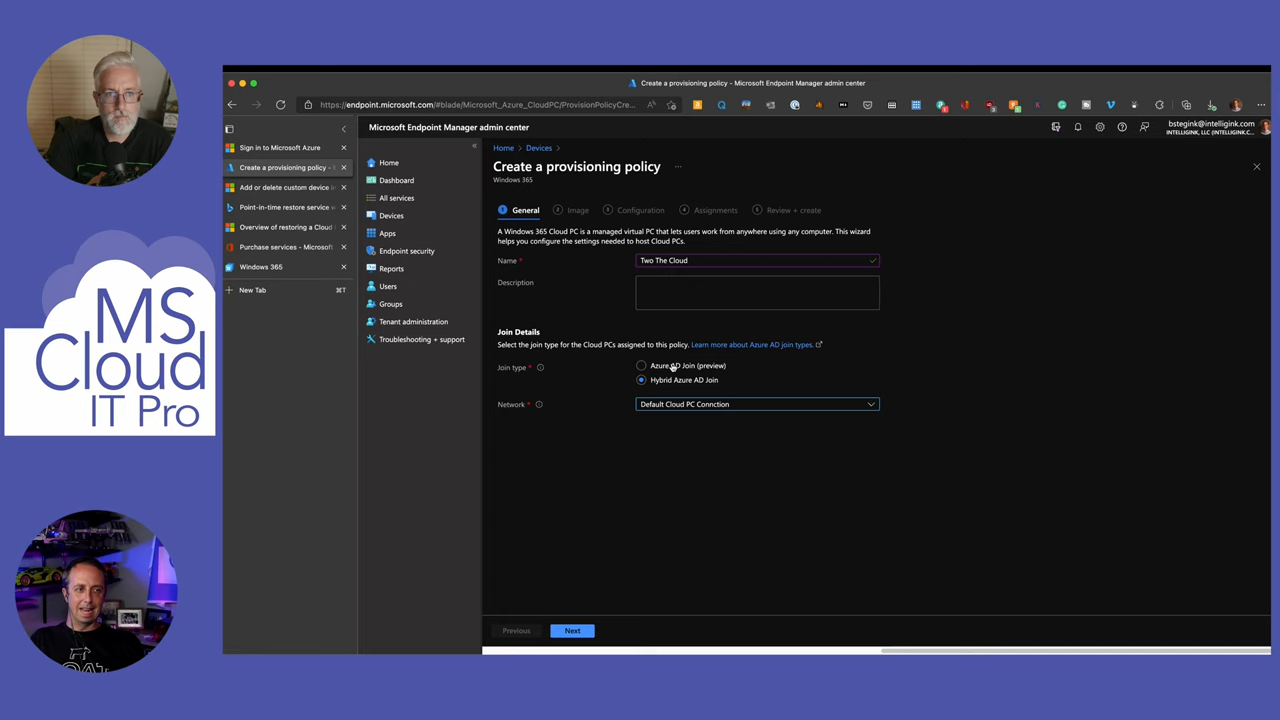 Create a provisioning policy - Microsoft Endpoint Manager admin center
https://endpoint.microsoft.com/#blade/Microsoft_Azure_CloudPC/ProvisionPolicyCre...
Microsoft Endpoint Manager admin center
bstegink@intelligink.com
INTELLIGINK, LLC (INTELLIGINK....
Sign in to Microsoft Azure
Create a provisioning policy -
Add or delete custom device i
Point-in-time restore service
Overview of restoring a Cloud
Purchase services - Microsoft
Windows 365
New Tab
⌘T
Home
Dashboard
All services
Devices
Apps
Endpoint security
Reports
Users
Groups
Tenant administration
Troubleshooting + support
Home > Devices >
Create a provisioning policy ...
Windows 365
1 General 2 Image 3 Configuration 4 Assignments 5 Review + create
A Windows 365 Cloud PC is a managed virtual PC that lets users work from anywhere using any computer. This wizard
helps you configure the settings needed to host Cloud PCs.
Name * Two The Cloud
Description
Join Details
Select the join type for the Cloud PCs assigned to this policy. Learn more about Azure AD join types.
Join type * Azure AD Join (preview)
Hybrid Azure AD Join
Network * Default Cloud PC Connction
Previous Next
MS
Cloud
IT Pro